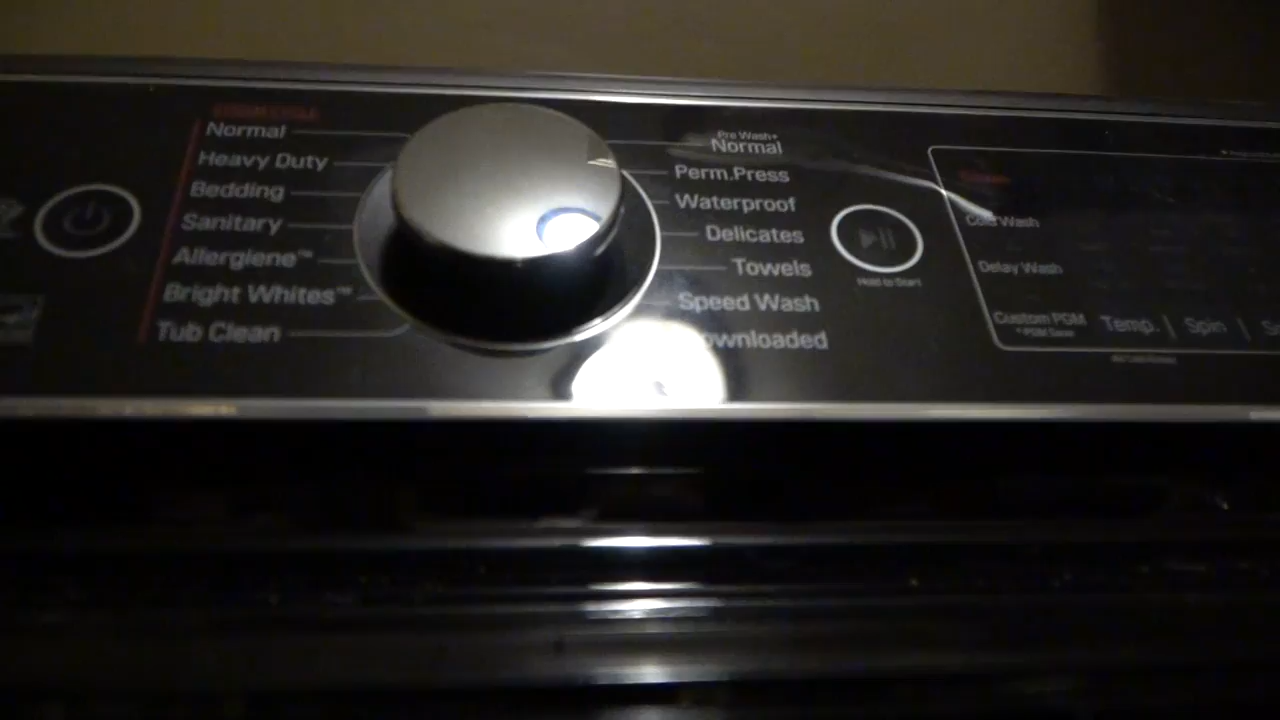 Normal
Heavy Duty
Bedding
Sanitary
Allergiene™
Bright Whites™
Tub Clean
Pre Wash+
Normal
Perm.Press
Waterproof
Delicates
Towels
Speed Wash
ownloaded
Hold to Start
Cold Wash
Delay Wash
Custom PGM
Temp. | Spin |